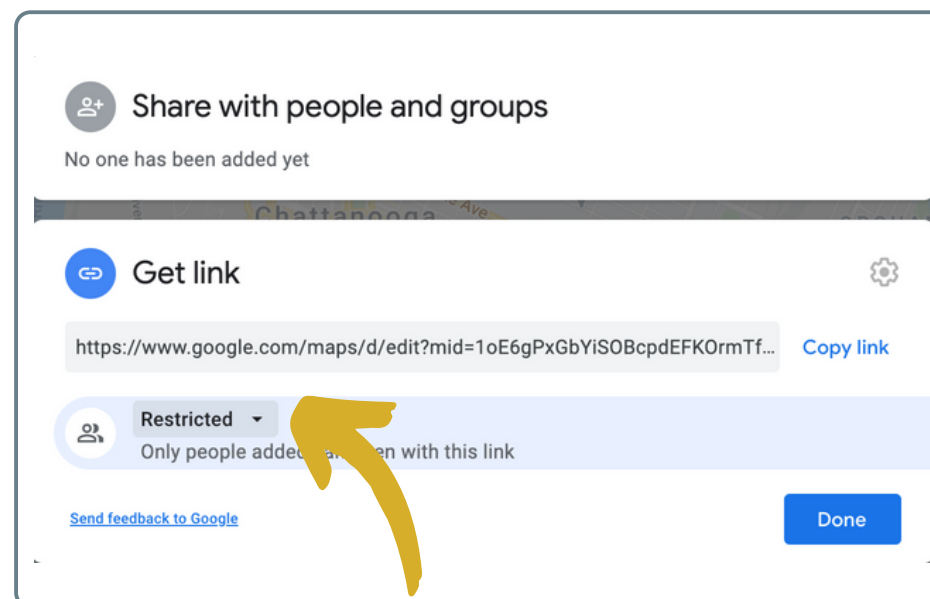 Share with people and groups
No one has been added yet
Chattanooga
Ave
Get link
https://www.google.com/maps/d/edit?mid=1oE6gPxGbYiSOBcpdEFKOrmTf...
Copy link
Restricted
Only people added en with this link
Send feedback to Google
Done